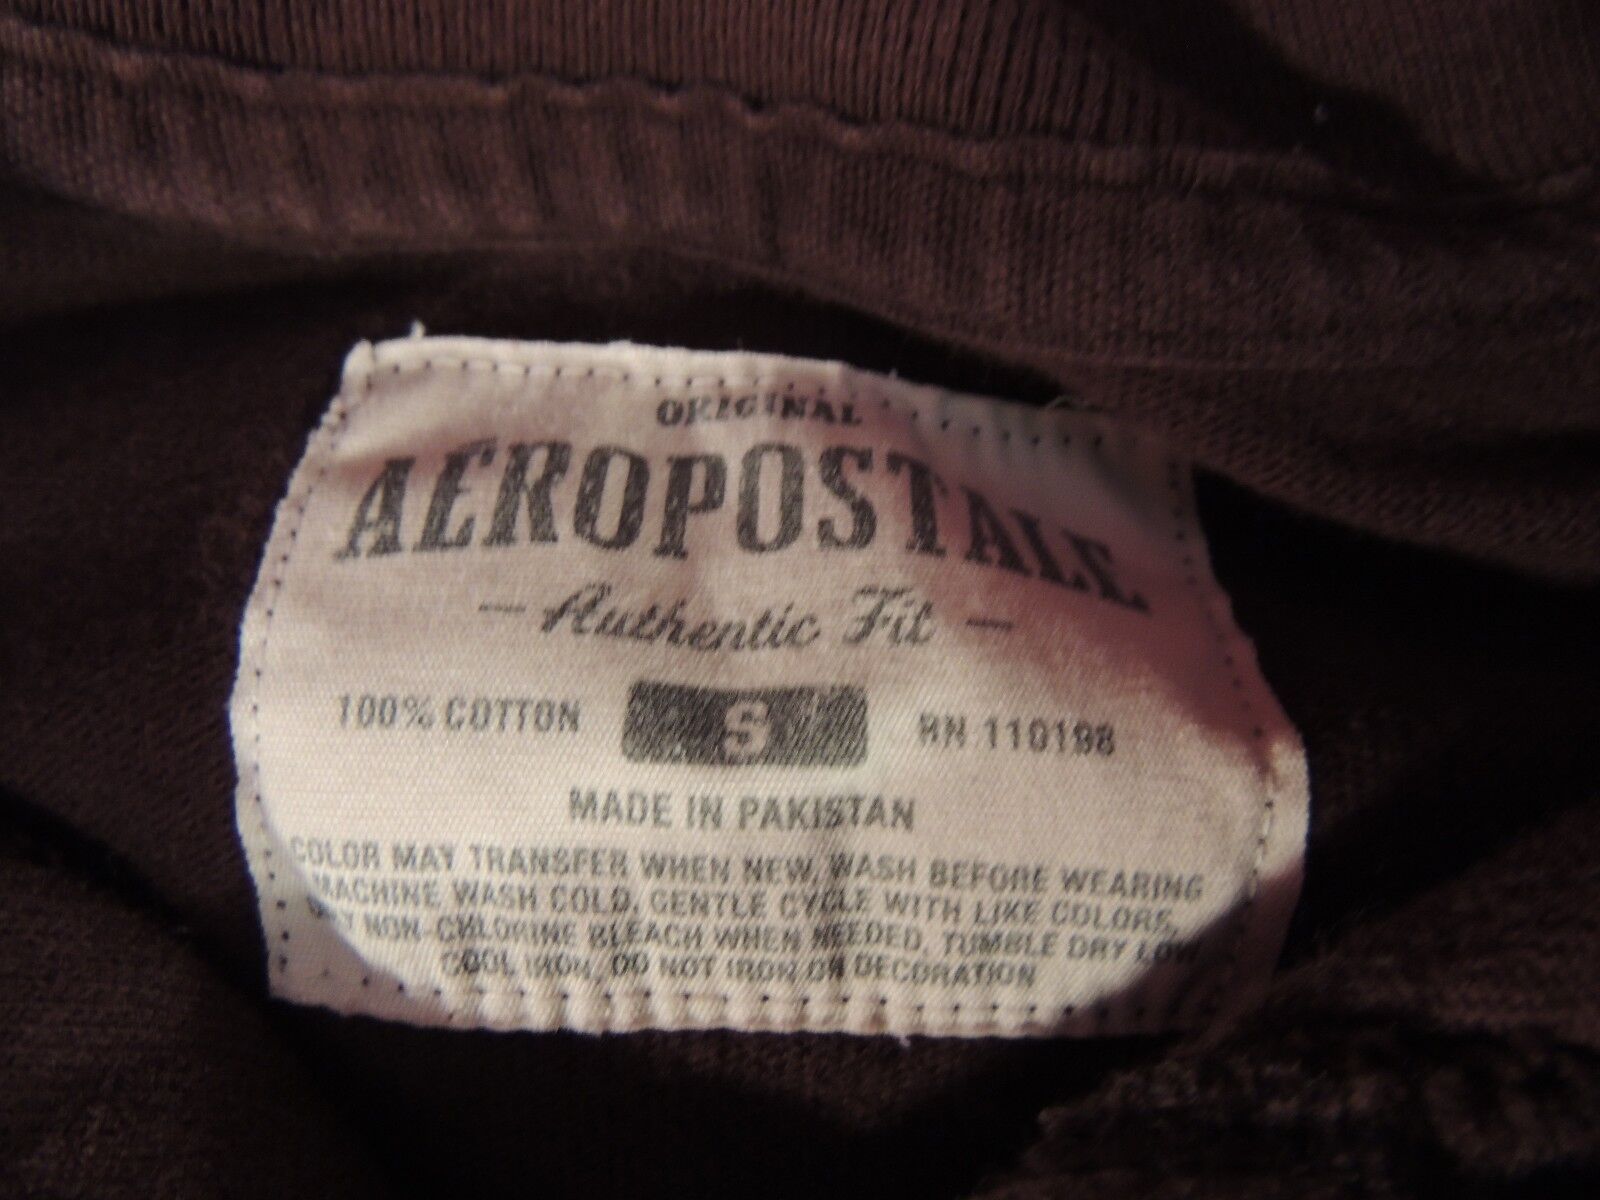 ORIGINAL
AEROPOSTALE
- Authentic Fit -
100% COTTON S RN 110198
MADE IN PAKISTAN
COLOR MAY TRANSFER WHEN NEW, WASH BEFORE WEARING
MACHINE WASH COLD, GENTLE CYCLE WITH LIKE COLORS,
ONLY NON-CHLORINE BLEACH WHEN NEEDED, TUMBLE DRY LOW
COOL IRON, DO NOT IRON ON DECORATION